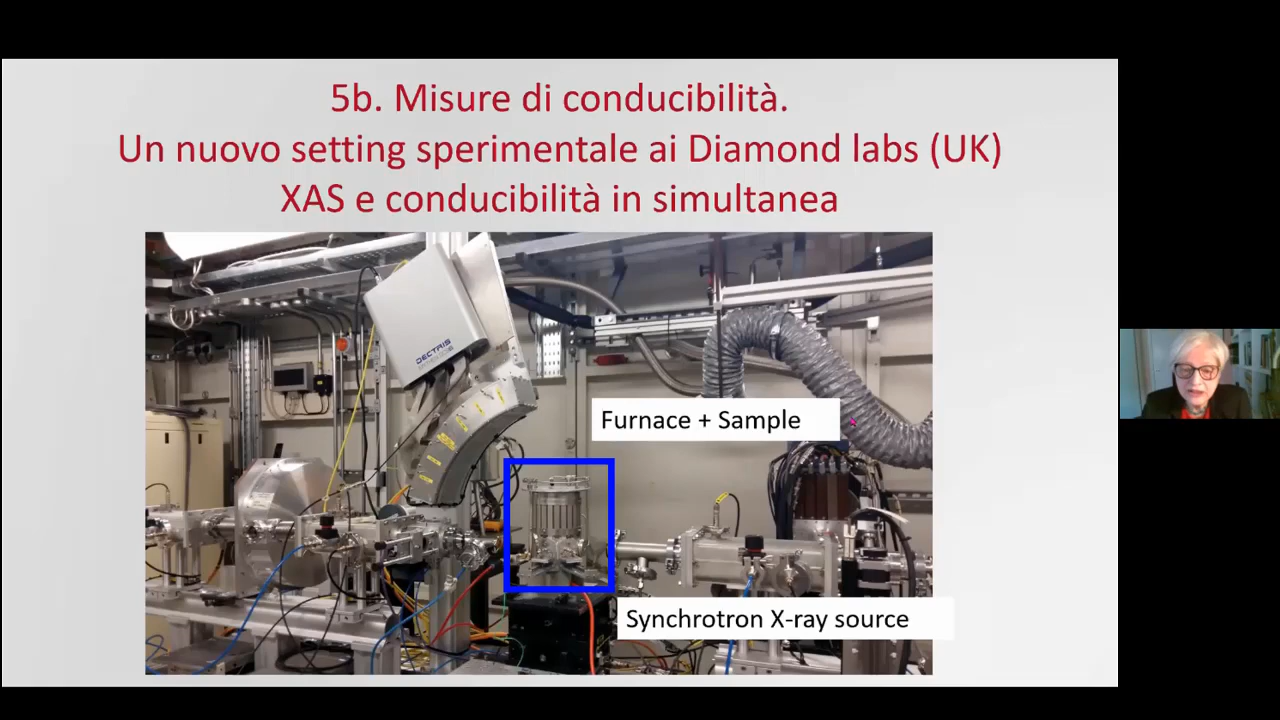 5b. Misure di conducibilità.
Un nuovo setting sperimentale ai Diamond labs (UK)
XAS e conducibilità in simultanea
DECTRIS
Furnace + Sample
Synchrotron X-ray source